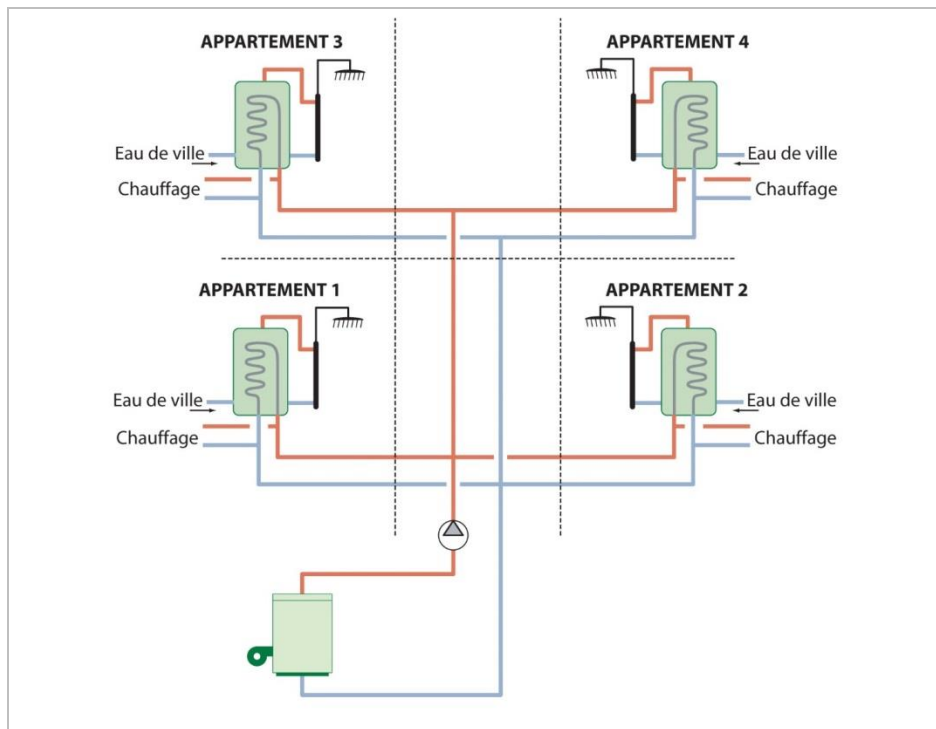 APPARTEMENT 3
APPARTEMENT 4
Eau de ville
Eau de ville
Chauffage
Chauffage
APPARTEMENT 1
APPARTEMENT 2
Eau de ville
Eau de ville
Chauffage
Chauffage